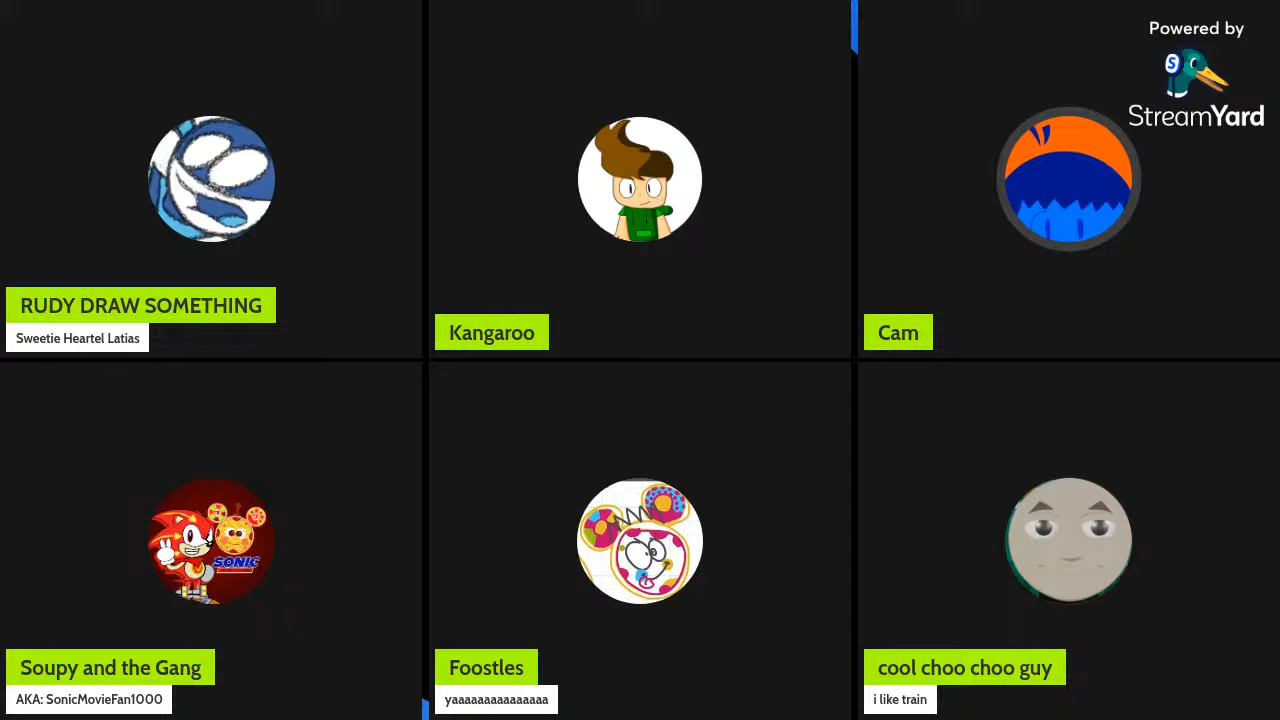 Powered by
S
StreamYard
RUDY DRAW SOMETHING
Sweetie Heartel Latias
Kangaroo
Cam
SONIC
Soupy and the Gang
AKA: SonicMovieFan1000
Foostles
yaaaaaaaaaaaaaaa
cool choo choo guy
i like train